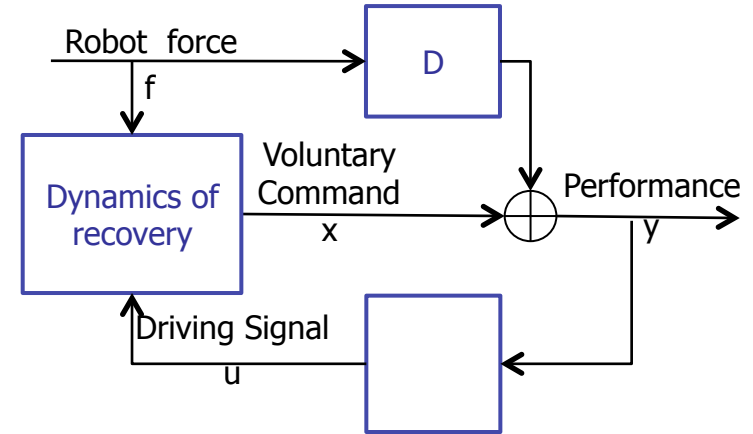 Robot force
f
D
Dynamics of
recovery
Voluntary
Command
x
Performance
y
Driving Signal
u